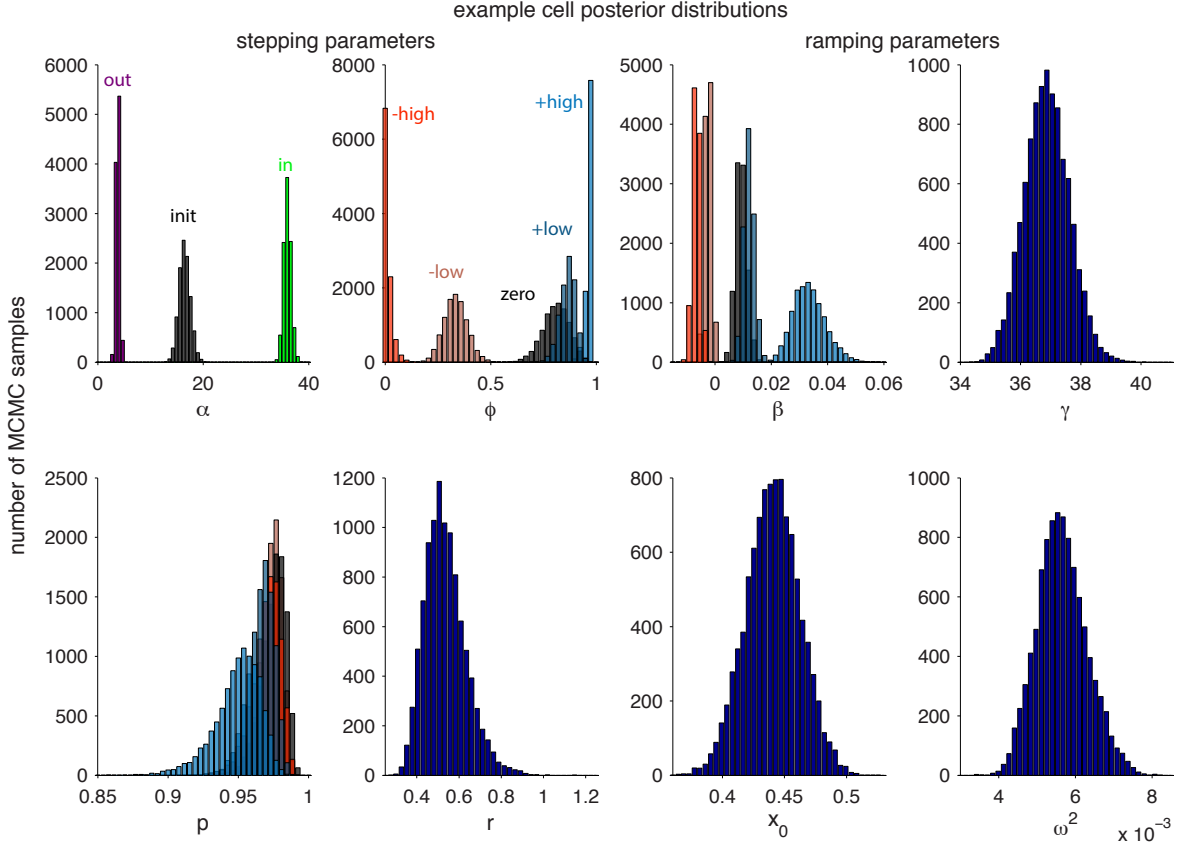 example cell posterior distributions
stepping parameters
ramping parameters
number of MCMC samples
6000
5000
4000
3000
2000
1000
0
out
init
in
0 20 40
α
8000
6000
4000
2000
0
-high
-low
zero
+low
+high
0 0.5 1
ϕ
5000
4000
3000
2000
1000
0
0 0.02 0.04 0.06
β
1000
800
600
400
200
0
34 36 38 40
γ
2500
2000
1500
1000
500
0
0.85 0.9 0.95 1
p
1200
1000
800
600
400
200
0
0.4 0.6 0.8 1 1.2
r
800
600
400
200
0
0.4 0.45 0.5
x₀
1000
800
600
400
200
0
4 6 8
ω²
x 10⁻³